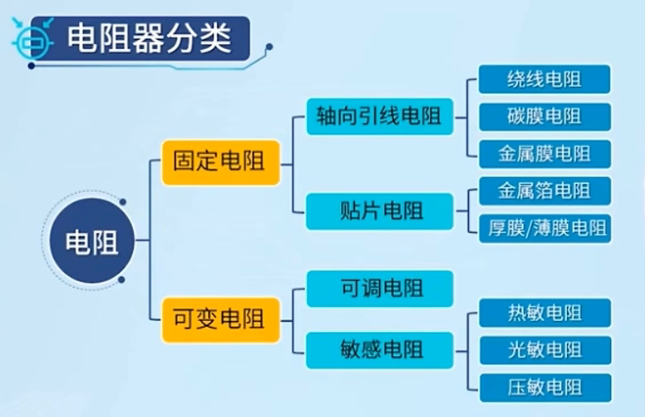 电阻器分类
电阻
固定电阻
轴向引线电阻
绕线电阻
碳膜电阻
金属膜电阻
贴片电阻
金属箔电阻
厚膜/薄膜电阻
可变电阻
可调电阻
敏感电阻
热敏电阻
光敏电阻
压敏电阻